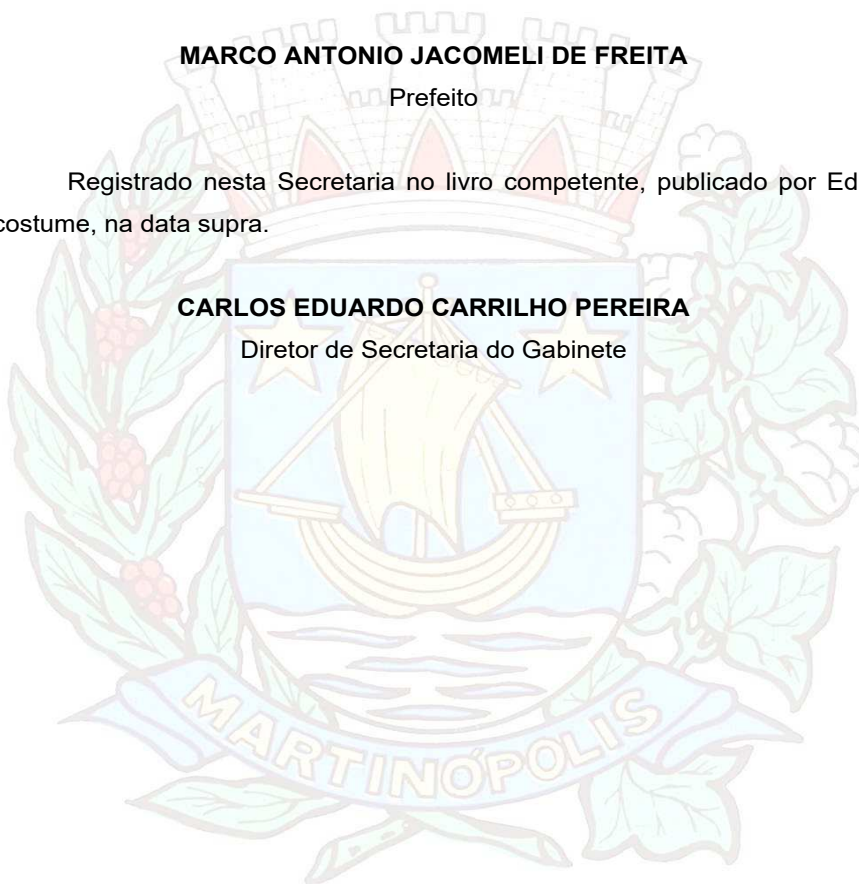 MARCO ANTONIO JACOMELI DE FREITA
Prefeito
Registrado nesta Secretaria no livro competente, publicado por Ed
costume, na data supra.
CARLOS EDUARDO CARRILHO PEREIRA
Diretor de Secretaria do Gabinete
MARTINÓPOLIS